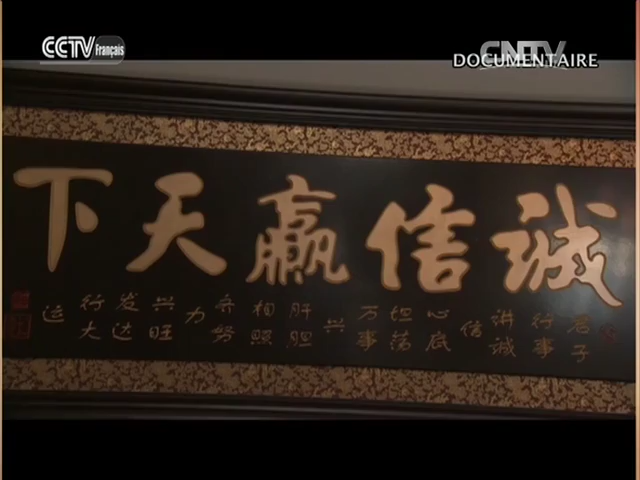 CCTV Français
CNTV
DOCUMENTAIRE
诚信赢天下
君子行事讲诚信心底坦荡万事兴肝胆相照努力兴旺发达行大运